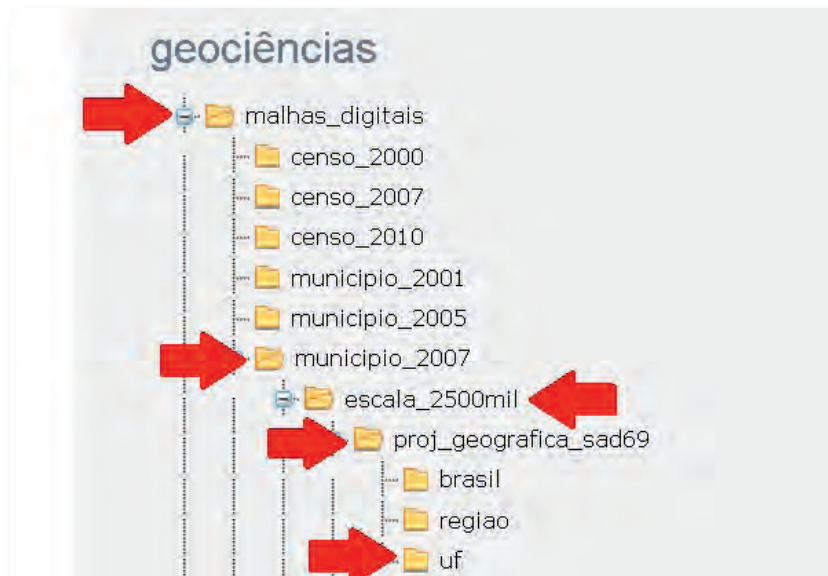 geociências
malhas_digitais
censo_2000
censo_2007
censo_2010
municipio_2001
municipio_2005
municipio_2007
escala_2500mil
proj_geografica_sad69
brasil
regiao
uf